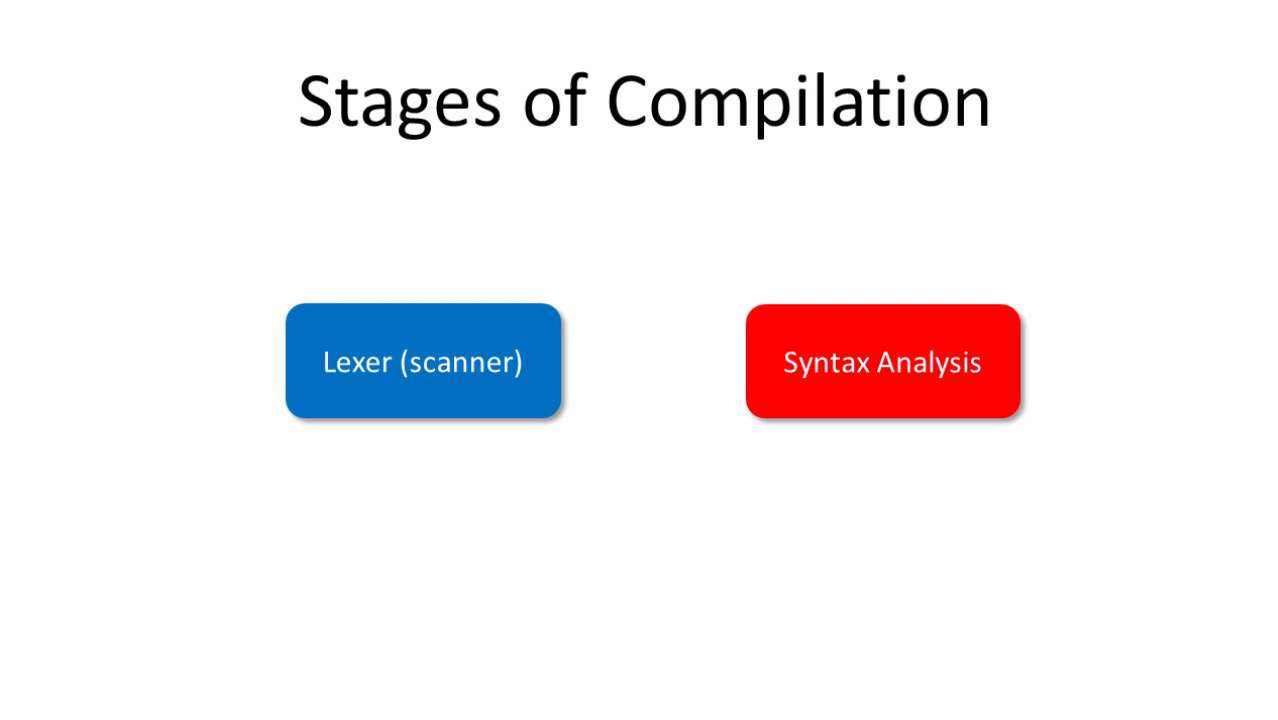 Stages of Compilation
Lexer (scanner)
Syntax Analysis